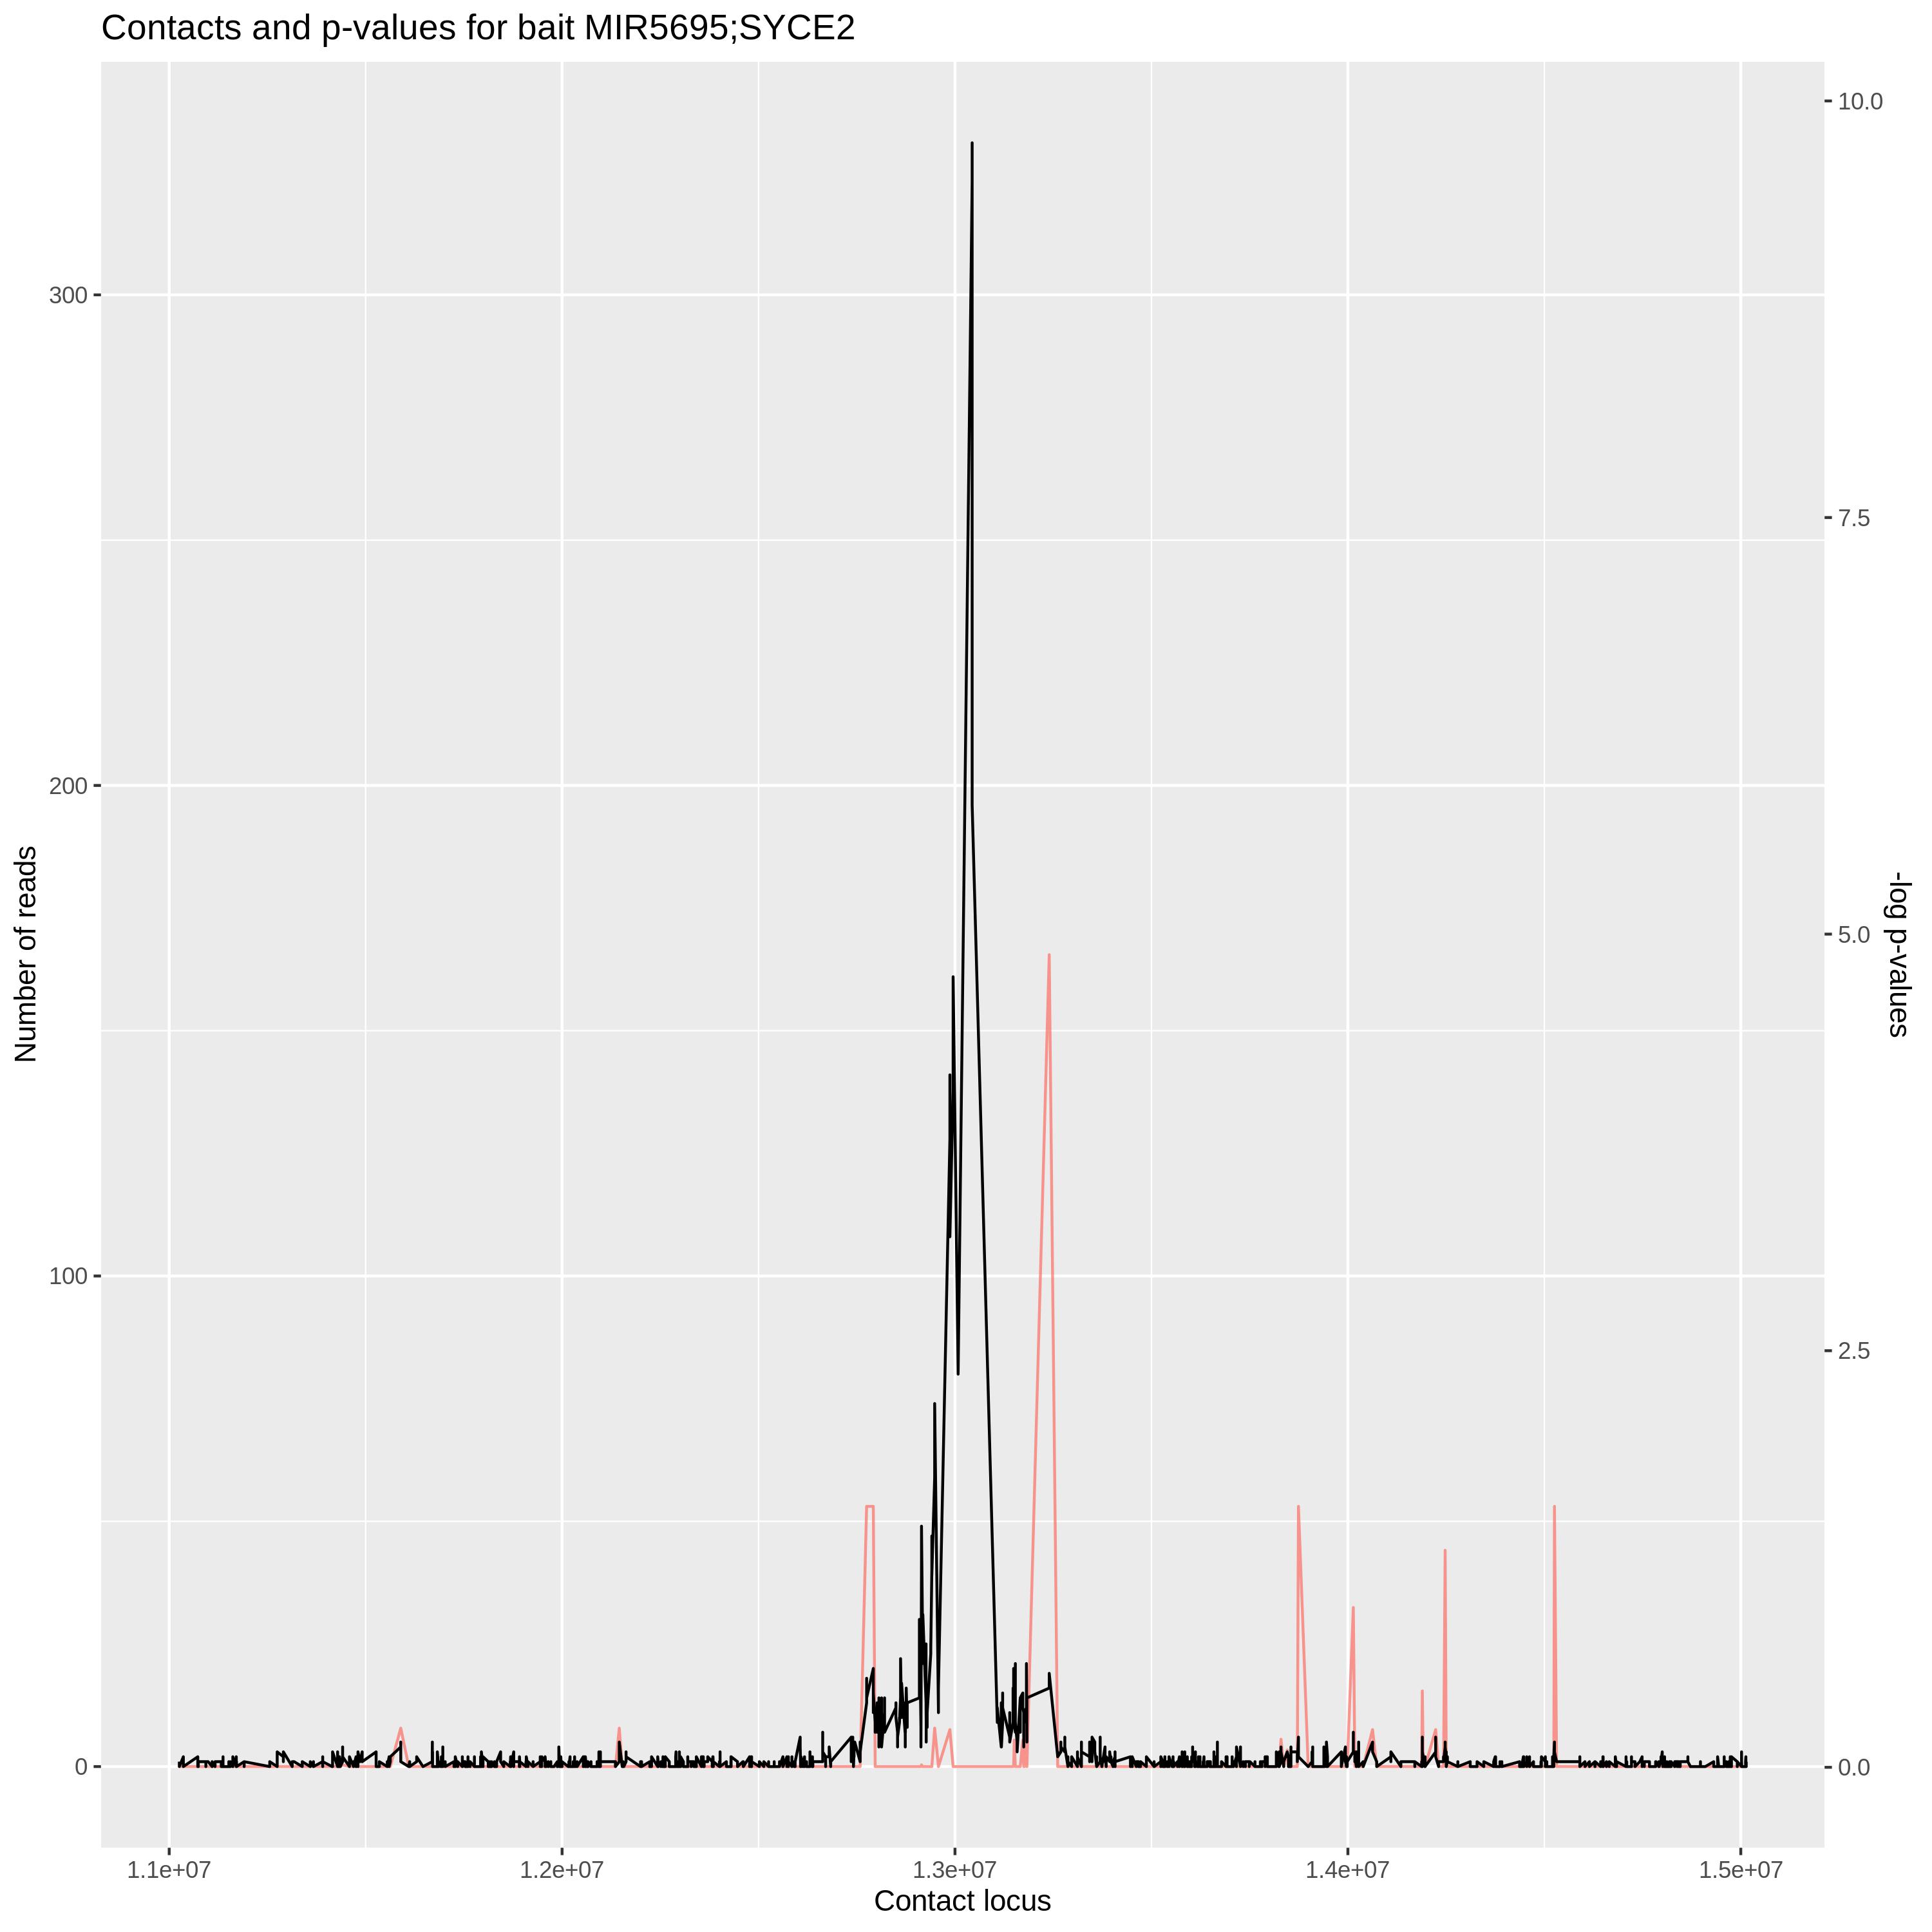 Contacts and p-values for bait MIR5695;SYCE2
10.0
300
7.5
200
Number of reads
5.0
-log p-values
100
2.5
0
0.0
1.1e+07 1.2e+07 1.3e+07 1.4e+07 1.5e+07
Contact locus